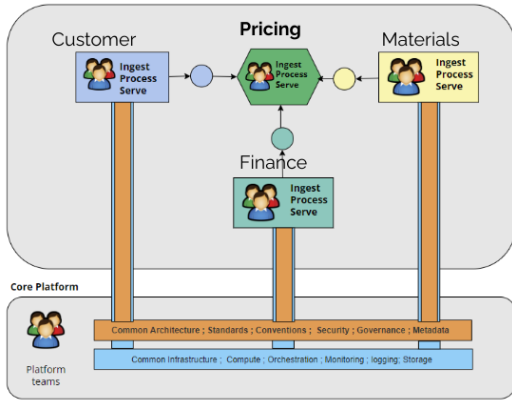 Pricing
Customer
Materials
Ingest
Process
Serve
Ingest
Process
Serve
Ingest
Process
Serve
Finance
Ingest
Process
Serve
Core Platform
Common Architecture ; Standards ; Conventions ; Security ; Governance ; Metadata
Common Infrastructure ; Compute ; Orchestration ; Monitoring ; logging; Storage
Platform
teams